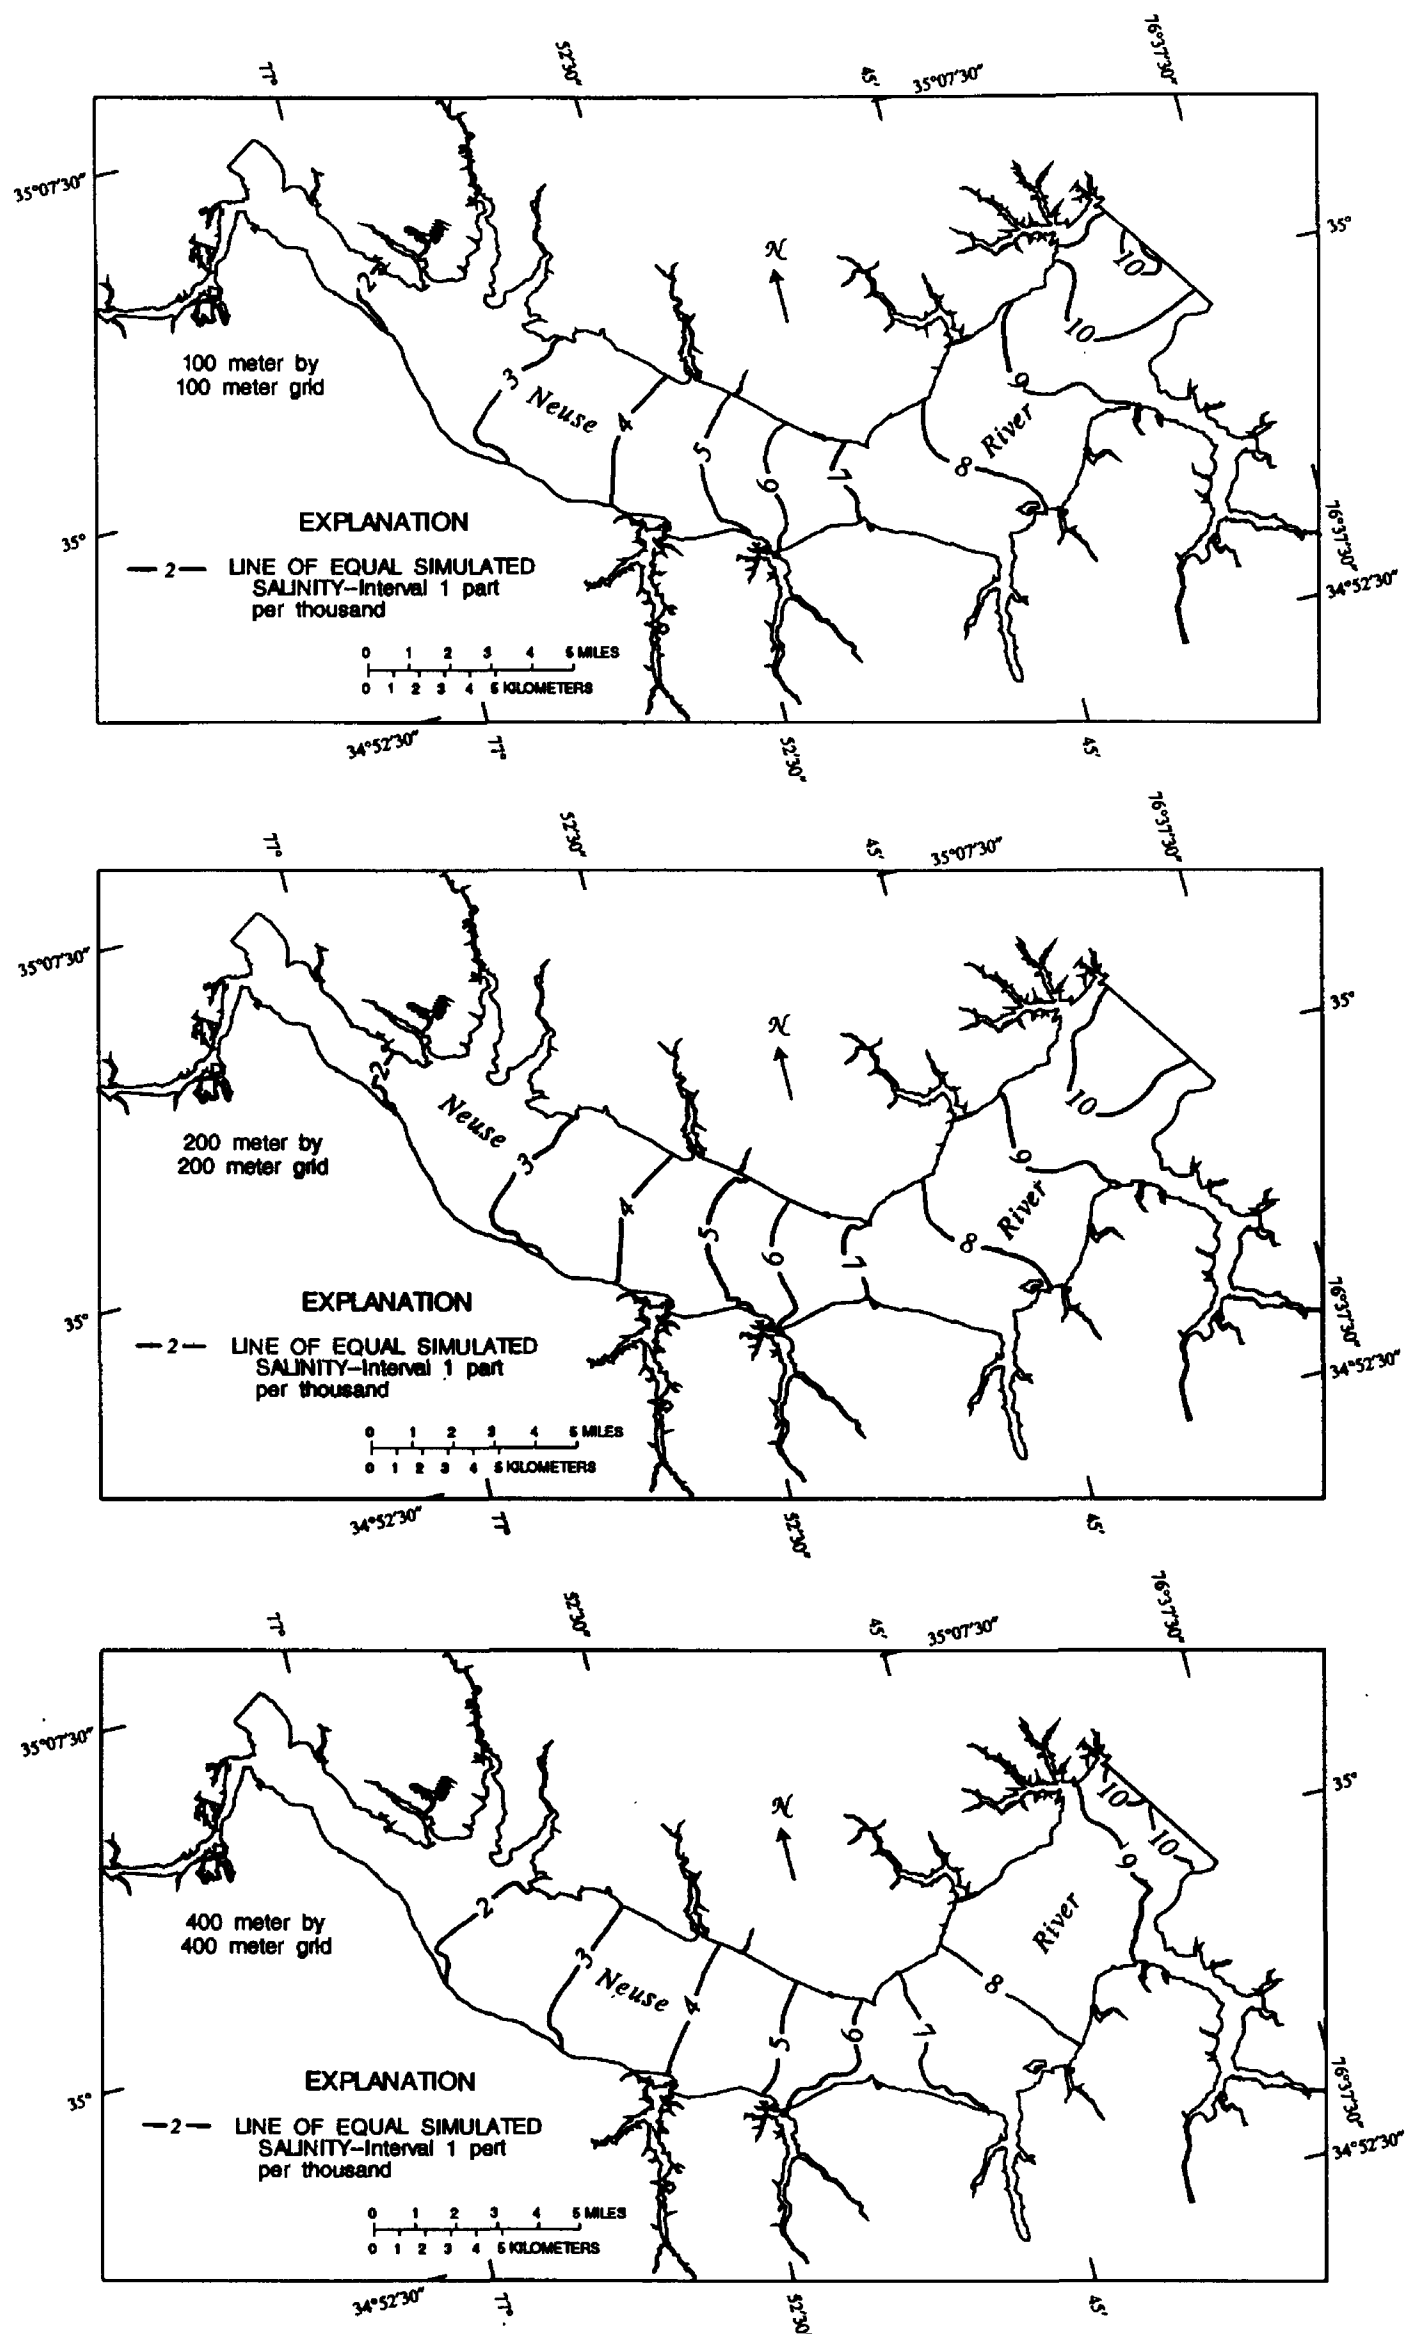 77°
52'30"
45'
35°07'30"
76°37'30"
35°07'30"
35°
N
2
10
10
100 meter by
100 meter grid
3
Neuse
4
5
6
7
8
9
River
EXPLANATION
35°
2
LINE OF EQUAL SIMULATED
SALINITY–Interval 1 part
per thousand
76°37'30"
34°52'30"
0 1 2 3 4 5 MILES
0 1 2 3 4 5 KILOMETERS
34°52'30"
77°
52'30"
45'
77°
52'30"
45'
35°07'30"
76°37'30"
35°07'30"
35°
N
2
10
Neuse
200 meter by
200 meter grid
3
4
5
6
7
8
9
River
EXPLANATION
35°
2
LINE OF EQUAL SIMULATED
SALINITY–Interval 1 part
per thousand
76°37'30"
34°52'30"
0 1 2 3 4 5 MILES
0 1 2 3 4 5 KILOMETERS
34°52'30"
77°
52'30"
45'
77°
52'30"
45'
35°07'30"
76°37'30"
35°07'30"
35°
N
10
10
9
2
400 meter by
400 meter grid
3
Neuse
4
5
6
7
8
River
EXPLANATION
35°
2
LINE OF EQUAL SIMULATED
SALINITY–Interval 1 part
per thousand
76°37'30"
34°52'30"
0 1 2 3 4 5 MILES
0 1 2 3 4 5 KILOMETERS
34°52'30"
77°
52'30"
45'